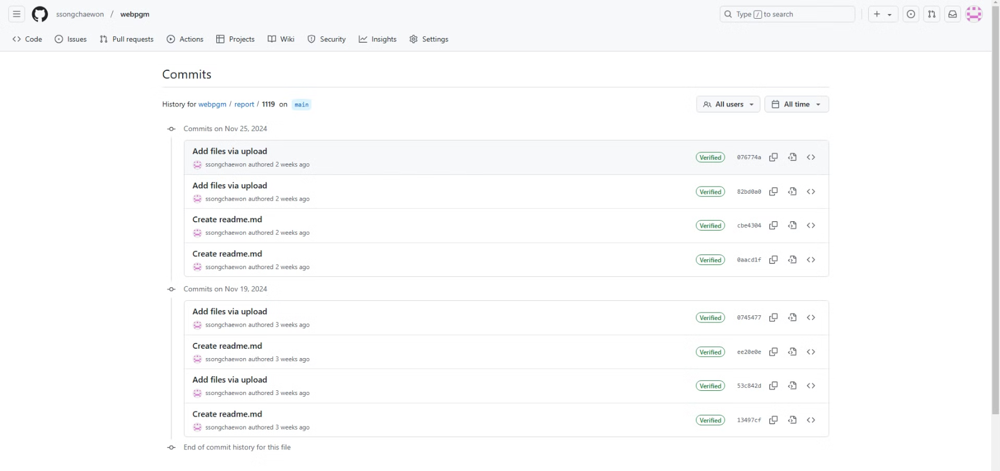 ssongchaewon / webpgm
Type / to search
Code Issues Pull requests Actions Projects Wiki Security Insights Settings
Commits
History for webpgm / report / 1119 on main
All users All time
Commits on Nov 25, 2024
Add files via upload
ssongchaewon authored 2 weeks ago
Verified 076774a
Add files via upload
ssongchaewon authored 2 weeks ago
Verified 82bd0a0
Create readme.md
ssongchaewon authored 2 weeks ago
Verified cbe4304
Create readme.md
ssongchaewon authored 2 weeks ago
Verified 0aacd1f
Commits on Nov 19, 2024
Add files via upload
ssongchaewon authored 3 weeks ago
Verified 0745477
Create readme.md
ssongchaewon authored 3 weeks ago
Verified ee20e0e
Add files via upload
ssongchaewon authored 3 weeks ago
Verified 53c842d
Create readme.md
ssongchaewon authored 3 weeks ago
Verified 13497cf
End of commit history for this file